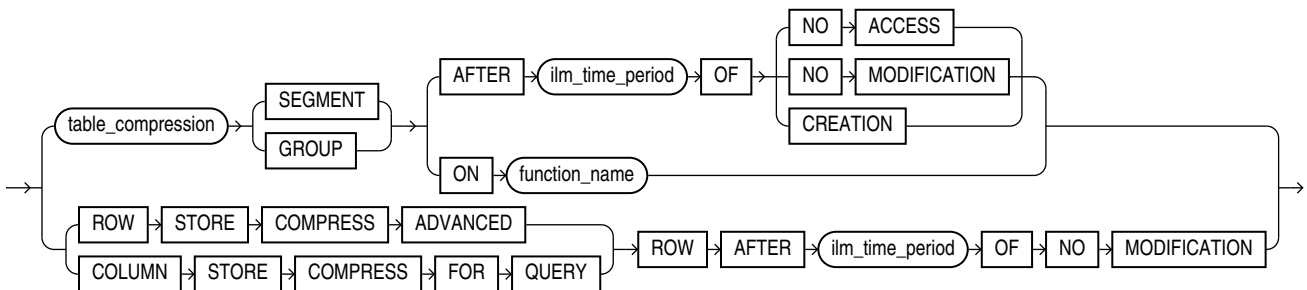 NO ACCESS
AFTER ilm_time_period OF NO MODIFICATION
SEGMENT
table_compression
CREATION
GROUP
ON function_name
ROW STORE COMPRESS ADVANCED
ROW AFTER ilm_time_period OF NO MODIFICATION
COLUMN STORE COMPRESS FOR QUERY